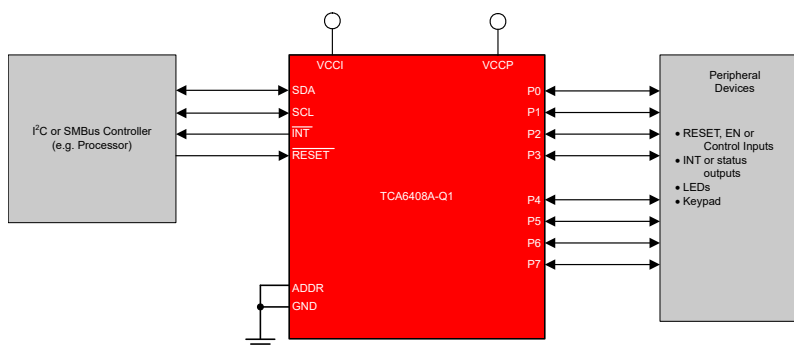 VCCI
VCCP
I²C or SMBus Controller
(e.g. Processor)
SDA
SCL
INT
RESET
ADDR
GND
TCA6408A-Q1
P0
P1
P2
P3
P4
P5
P6
P7
Peripheral
Devices
• RESET, EN or
Control Inputs
• INT or status
outputs
• LEDs
• Keypad